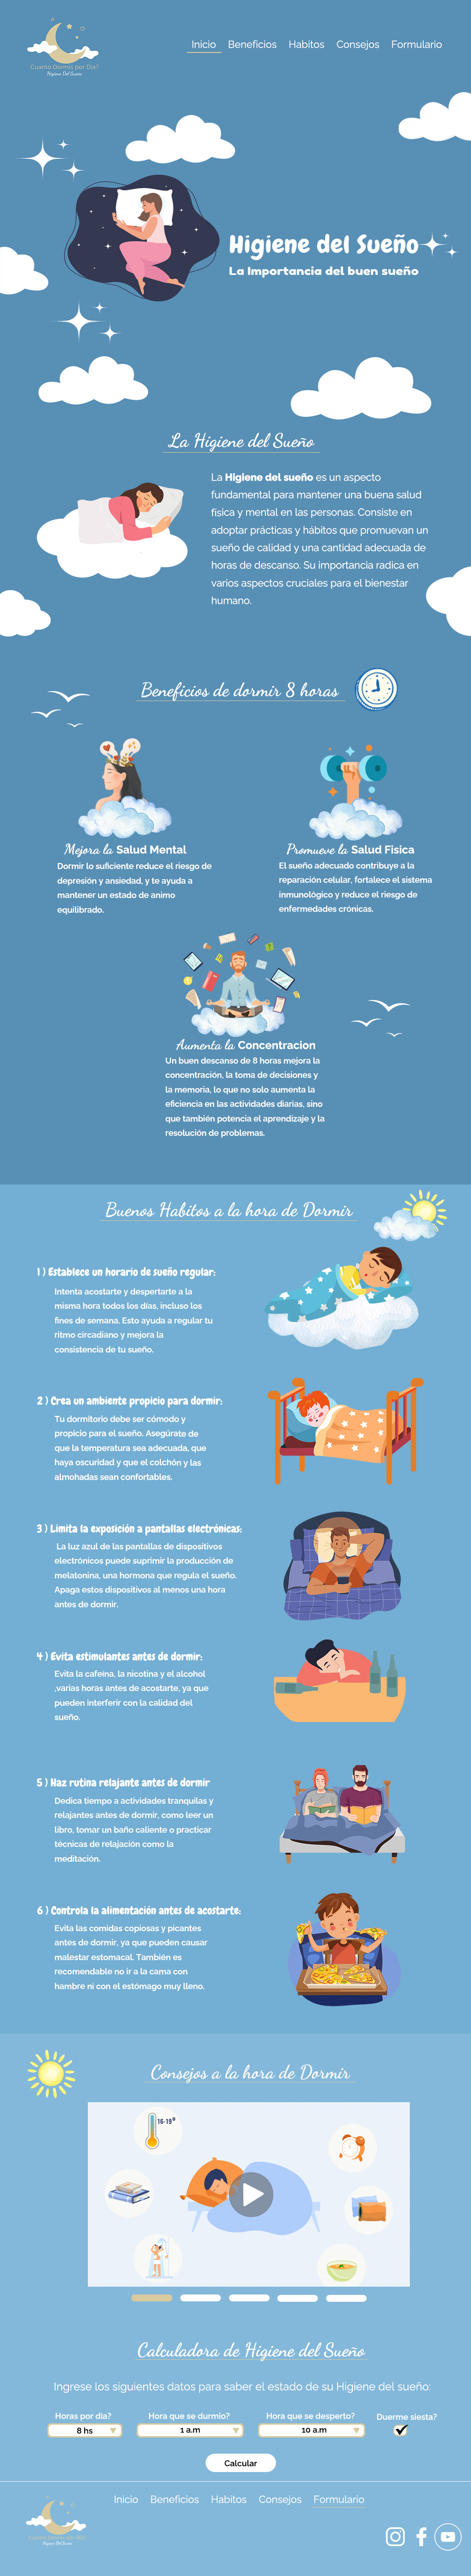 Cuanto Dormis por Dia?
Higiene Del Sueño
Inicio Beneficios Habitos Consejos Formulario
Higiene del Sueño
La Importancia del buen sueño
La Higiene del Sueño
La Higiene del sueño es un aspecto
fundamental para mantener una buena salud
física y mental en las personas. Consiste en
adoptar prácticas y hábitos que promuevan un
sueño de calidad y una cantidad adecuada de
horas de descanso. Su importancia radica en
varios aspectos cruciales para el bienestar
humano.
Beneficios de dormir 8 horas
Mejora la Salud Mental
Dormir lo suficiente reduce el riesgo de
depresión y ansiedad, y te ayuda a
mantener un estado de animo
equilibrado.
Promueve la Salud Fisica
El sueño adecuado contribuye a la
reparación celular, fortalece el sistema
inmunológico y reduce el riesgo de
enfermedades crónicas.
Aumenta la Concentracion
Un buen descanso de 8 horas mejora la
concentración, la toma de decisiones y
la memoria, lo que no solo aumenta la
eficiencia en las actividades diarias, sino
que también potencia el aprendizaje y la
resolución de problemas.
Buenos Habitos a la hora de Dormir
1 ) Establece un horario de sueño regular:
Intenta acostarte y despertarte a la
misma hora todos los días, incluso los
fines de semana. Esto ayuda a regular tu
ritmo circadiano y mejora la
consistencia de tu sueño.
2 ) Crea un ambiente propicio para dormir:
Tu dormitorio debe ser cómodo y
propicio para el sueño. Asegúrate de
que la temperatura sea adecuada, que
haya oscuridad y que el colchón y las
almohadas sean confortables.
3 ) Limita la exposición a pantallas electrónicas:
La luz azul de las pantallas de dispositivos
electrónicos puede suprimir la producción de
melatonina, una hormona que regula el sueño.
Apaga estos dispositivos al menos una hora
antes de dormir.
4 ) Evita estimulantes antes de dormir:
Evita la cafeína, la nicotina y el alcohol
,varias horas antes de acostarte, ya que
pueden interferir con la calidad del
sueño.
5 ) Haz rutina relajante antes de dormir
Dedica tiempo a actividades tranquilas y
relajantes antes de dormir, como leer un
libro, tomar un baño caliente o practicar
técnicas de relajación como la
meditación.
6 ) Controla la alimentación antes de acostarte:
Evita las comidas copiosas y picantes
antes de dormir, ya que pueden causar
malestar estomacal. También es
recomendable no ir a la cama con
hambre ni con el estómago muy lleno.
Consejos a la hora de Dormir
16-19°
Calculadora de Higiene del Sueño
Ingrese los siguientes datos para saber el estado de su Higiene del sueño:
Horas por dia? Hora que se durmio? Hora que se desperto? Duerme siesta?
8 hs 1 a.m 10 a.m
Calcular
Inicio Beneficios Habitos Consejos Formulario
Cuanto Dormis por Dia?
Higiene Del Sueño